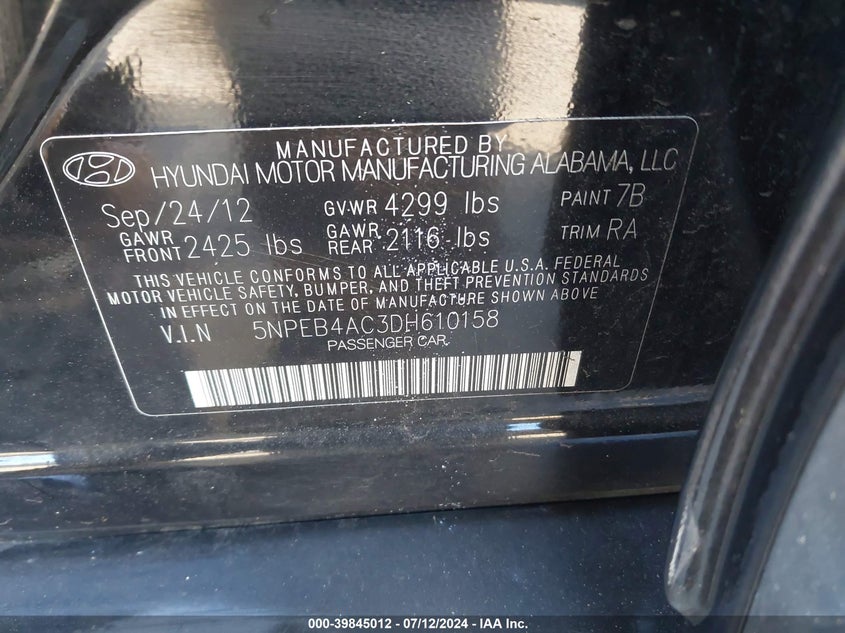 MANUFACTURED BY
HYUNDAI MOTOR MANUFACTURING ALABAMA, LLC
Sep/24/12 GVWR 4299 lbs PAINT 7B
GAWR FRONT 2425 lbs GAWR REAR 2116 lbs TRIM RA
THIS VEHICLE CONFORMS TO ALL APPLICABLE U.S.A. FEDERAL
MOTOR VEHICLE SAFETY, BUMPER, AND THEFT PREVENTION STANDARDS
IN EFFECT ON THE DATE OF MANUFACTURE SHOWN ABOVE
V.I.N 5NPEB4AC3DH610158
PASSENGER CAR
000-39845012 - 07/12/2024 - IAA Inc.